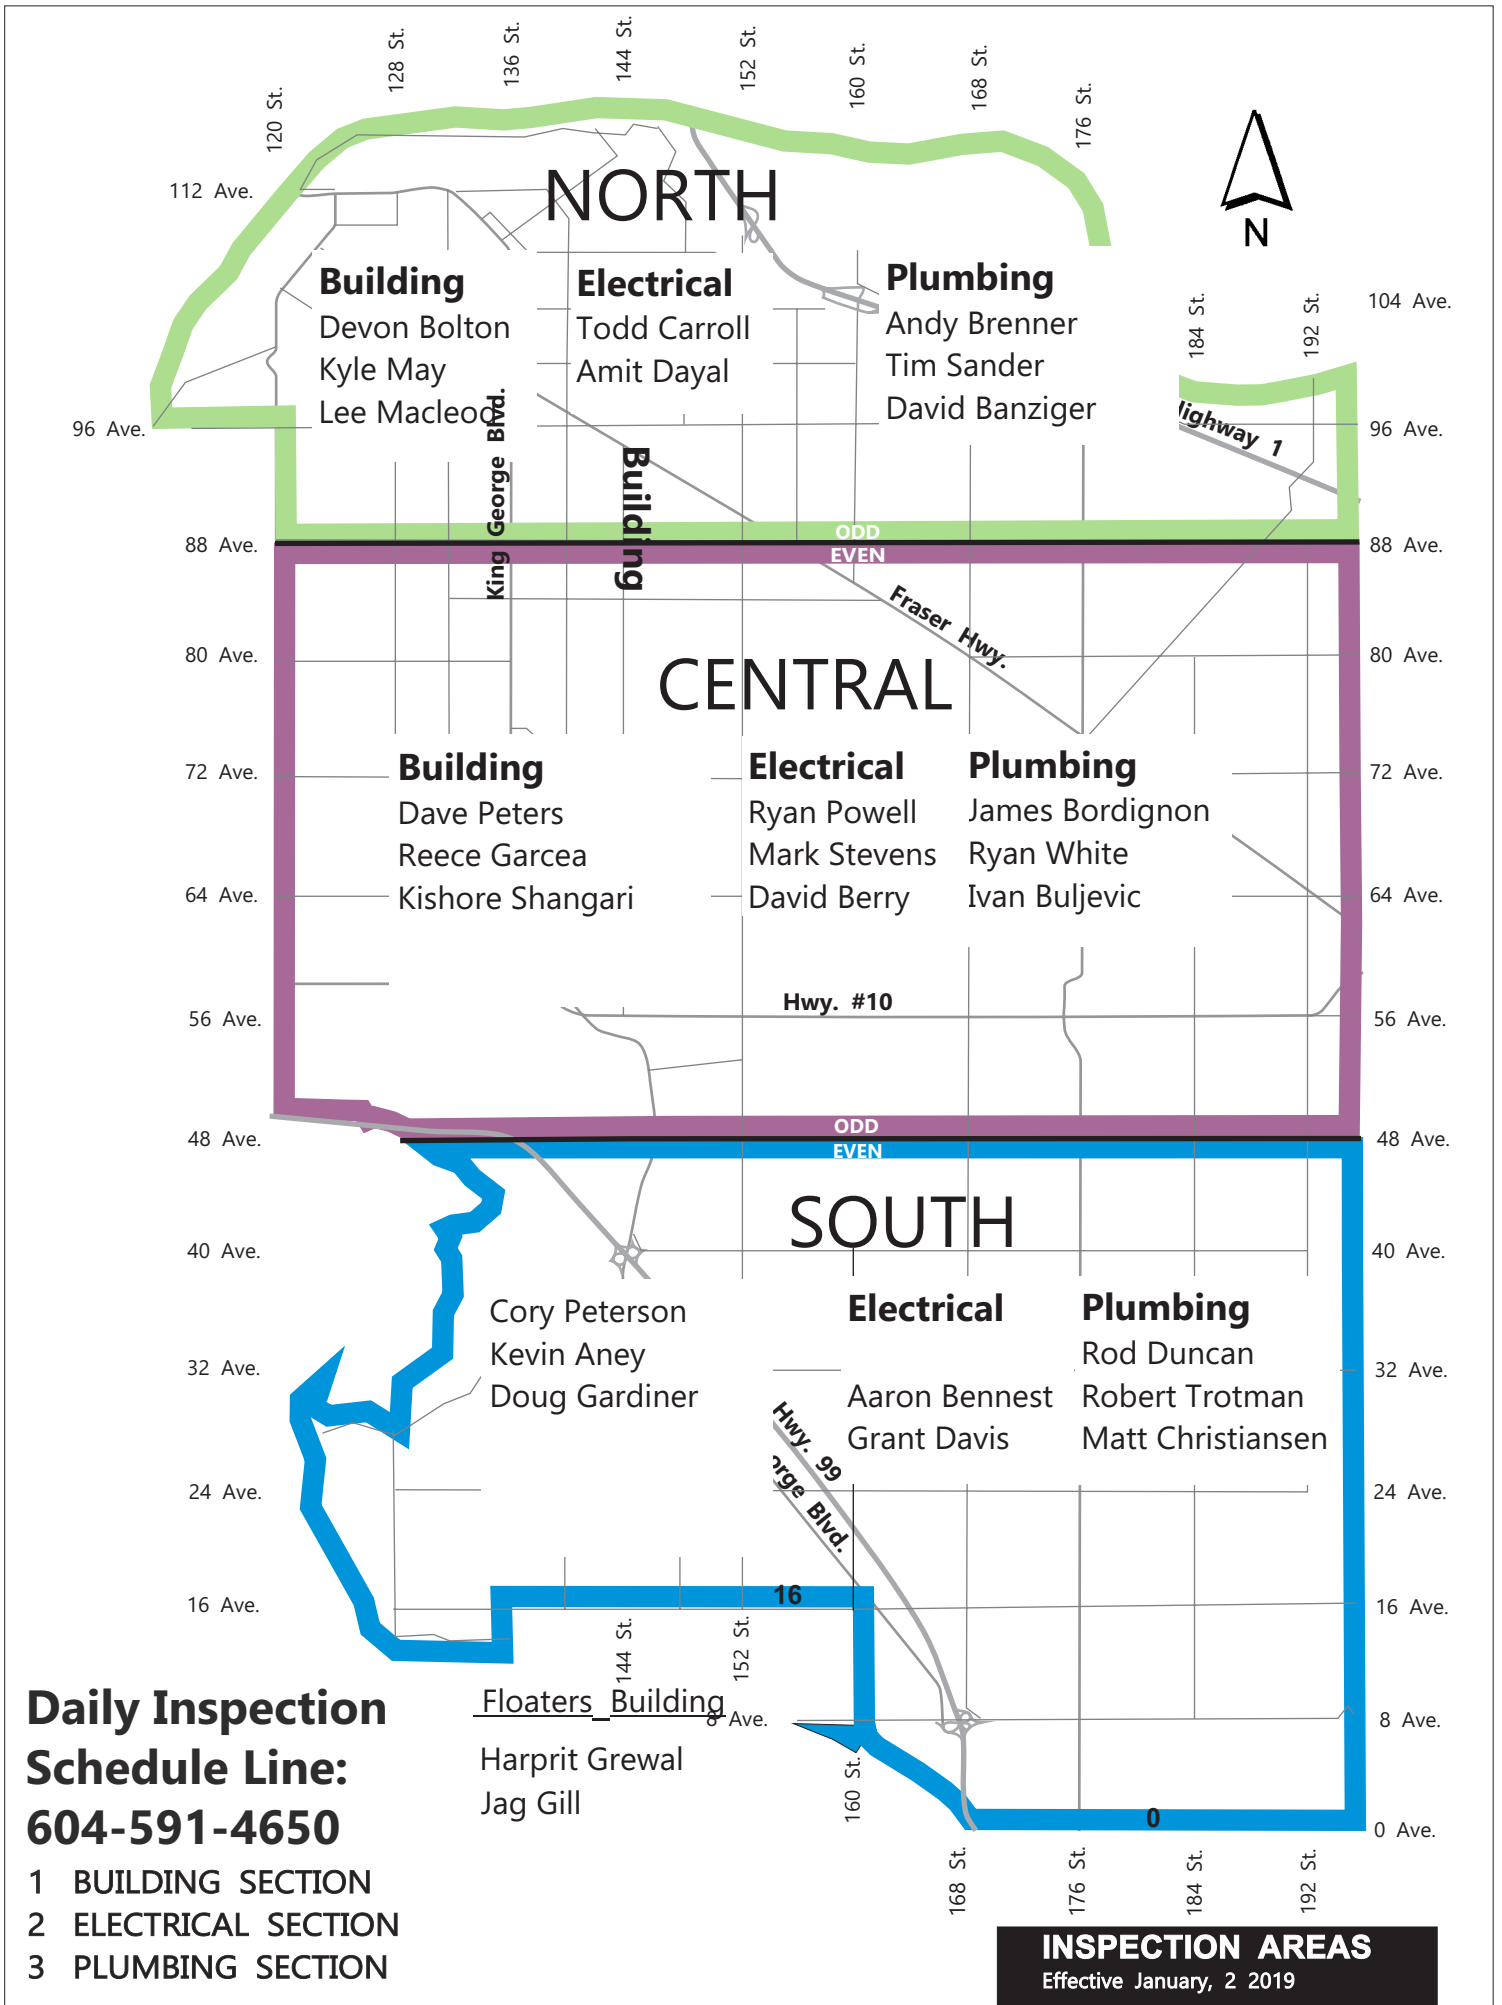 120 St.
128 St.
136 St.
144 St.
152 St.
160 St.
168 St.
176 St.
112 Ave.
NORTH
N
Building
Devon Bolton
Kyle May
Lee Macleod
Electrical
Todd Carroll
Amit Dayal
Plumbing
Andy Brenner
Tim Sander
David Banziger
184 St.
192 St.
104 Ave.
96 Ave.
King George Blvd.
Building
1
96 Ave.
88 Ave.
ODD
EVEN
88 Ave.
Fraser Hwy.
80 Ave.
80 Ave.
CENTRAL
72 Ave.
72 Ave.
Building
Dave Peters
Reece Garcea
Kishore Shangari
Electrical
Ryan Powell
Mark Stevens
David Berry
Plumbing
James Bordignon
Ryan White
Ivan Buljevic
64 Ave.
64 Ave.
Hwy. #10
56 Ave.
56 Ave.
48 Ave.
ODD
EVEN
48 Ave.
SOUTH
40 Ave.
40 Ave.
Cory Peterson
Kevin Aney
Doug Gardiner
Electrical
Aaron Bennest
Grant Davis
Plumbing
Rod Duncan
Robert Trotman
Matt Christiansen
32 Ave.
32 Ave.
Hwy. 99
Blvd.
24 Ave.
24 Ave.
16 Ave.
16
16 Ave.
144 St.
152 St.
Floaters_Building
8 Ave.
Harprit Grewal
Jag Gill
160 St.
8 Ave.
0
0 Ave.
168 St.
176 St.
184 St.
192 St.
Daily Inspection
Schedule Line:
604-591-4650
1 BUILDING SECTION
2 ELECTRICAL SECTION
3 PLUMBING SECTION
INSPECTION AREAS
Effective January, 2 2019